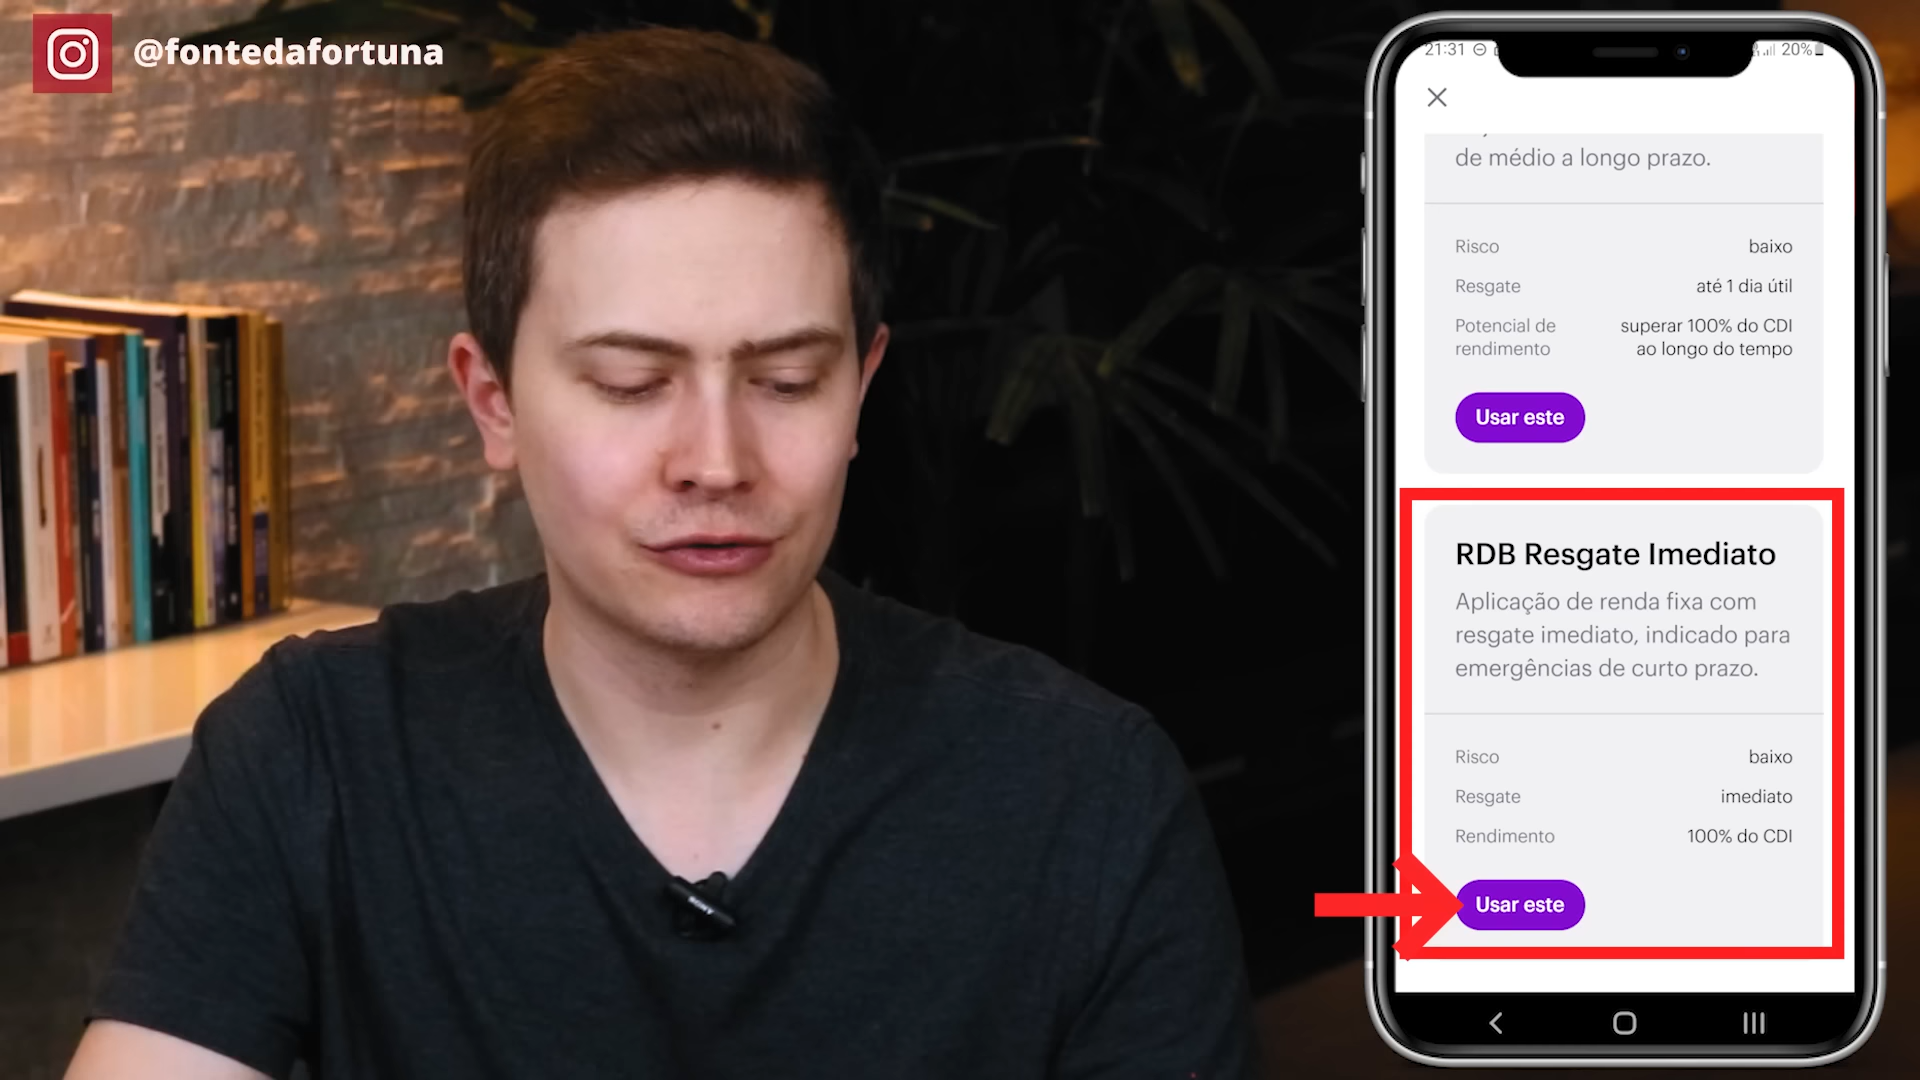 @fontedafortuna
21:31
20%
de médio a longo prazo.
Risco baixo
Resgate até 1 dia útil
Potencial de rendimento superar 100% do CDI ao longo do tempo
Usar este
RDB Resgate Imediato
Aplicação de renda fixa com
resgate imediato, indicado para
emergências de curto prazo.
Risco baixo
Resgate imediato
Rendimento 100% do CDI
Usar este
SONY